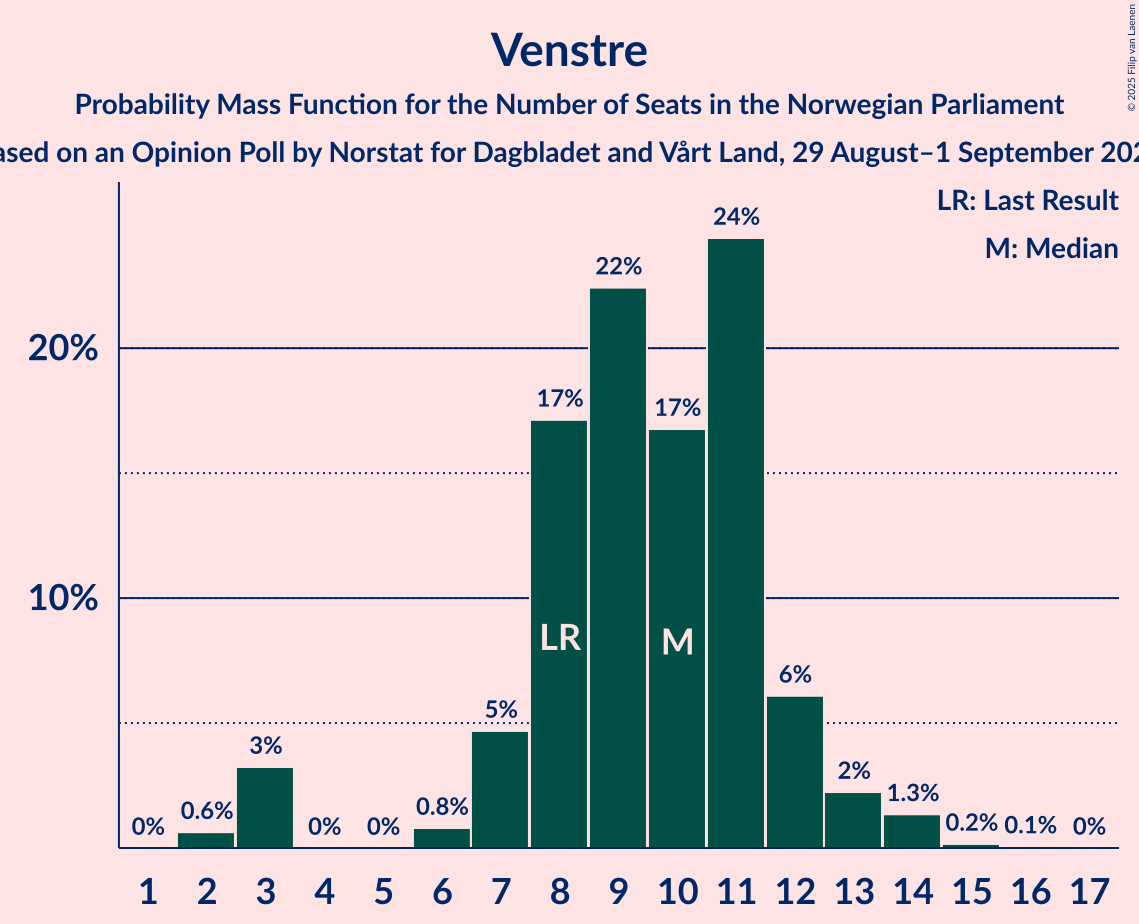 Venstre
Probability Mass Function for the Number of Seats in the Norwegian Parliament
ased on an Opinion Poll by Norstat for Dagbladet and Vårt Land, 29 August–1 September 202
© 2025 Filip van Laenen
LR: Last Result
M: Median
24%
22%
20%
17%
17%
10%
LR
M
6%
5%
3%
2%
1.3%
0% 0.6% 0% 0% 0.8% 0.2% 0.1% 0%
1 2 3 4 5 6 7 8 9 10 11 12 13 14 15 16 17